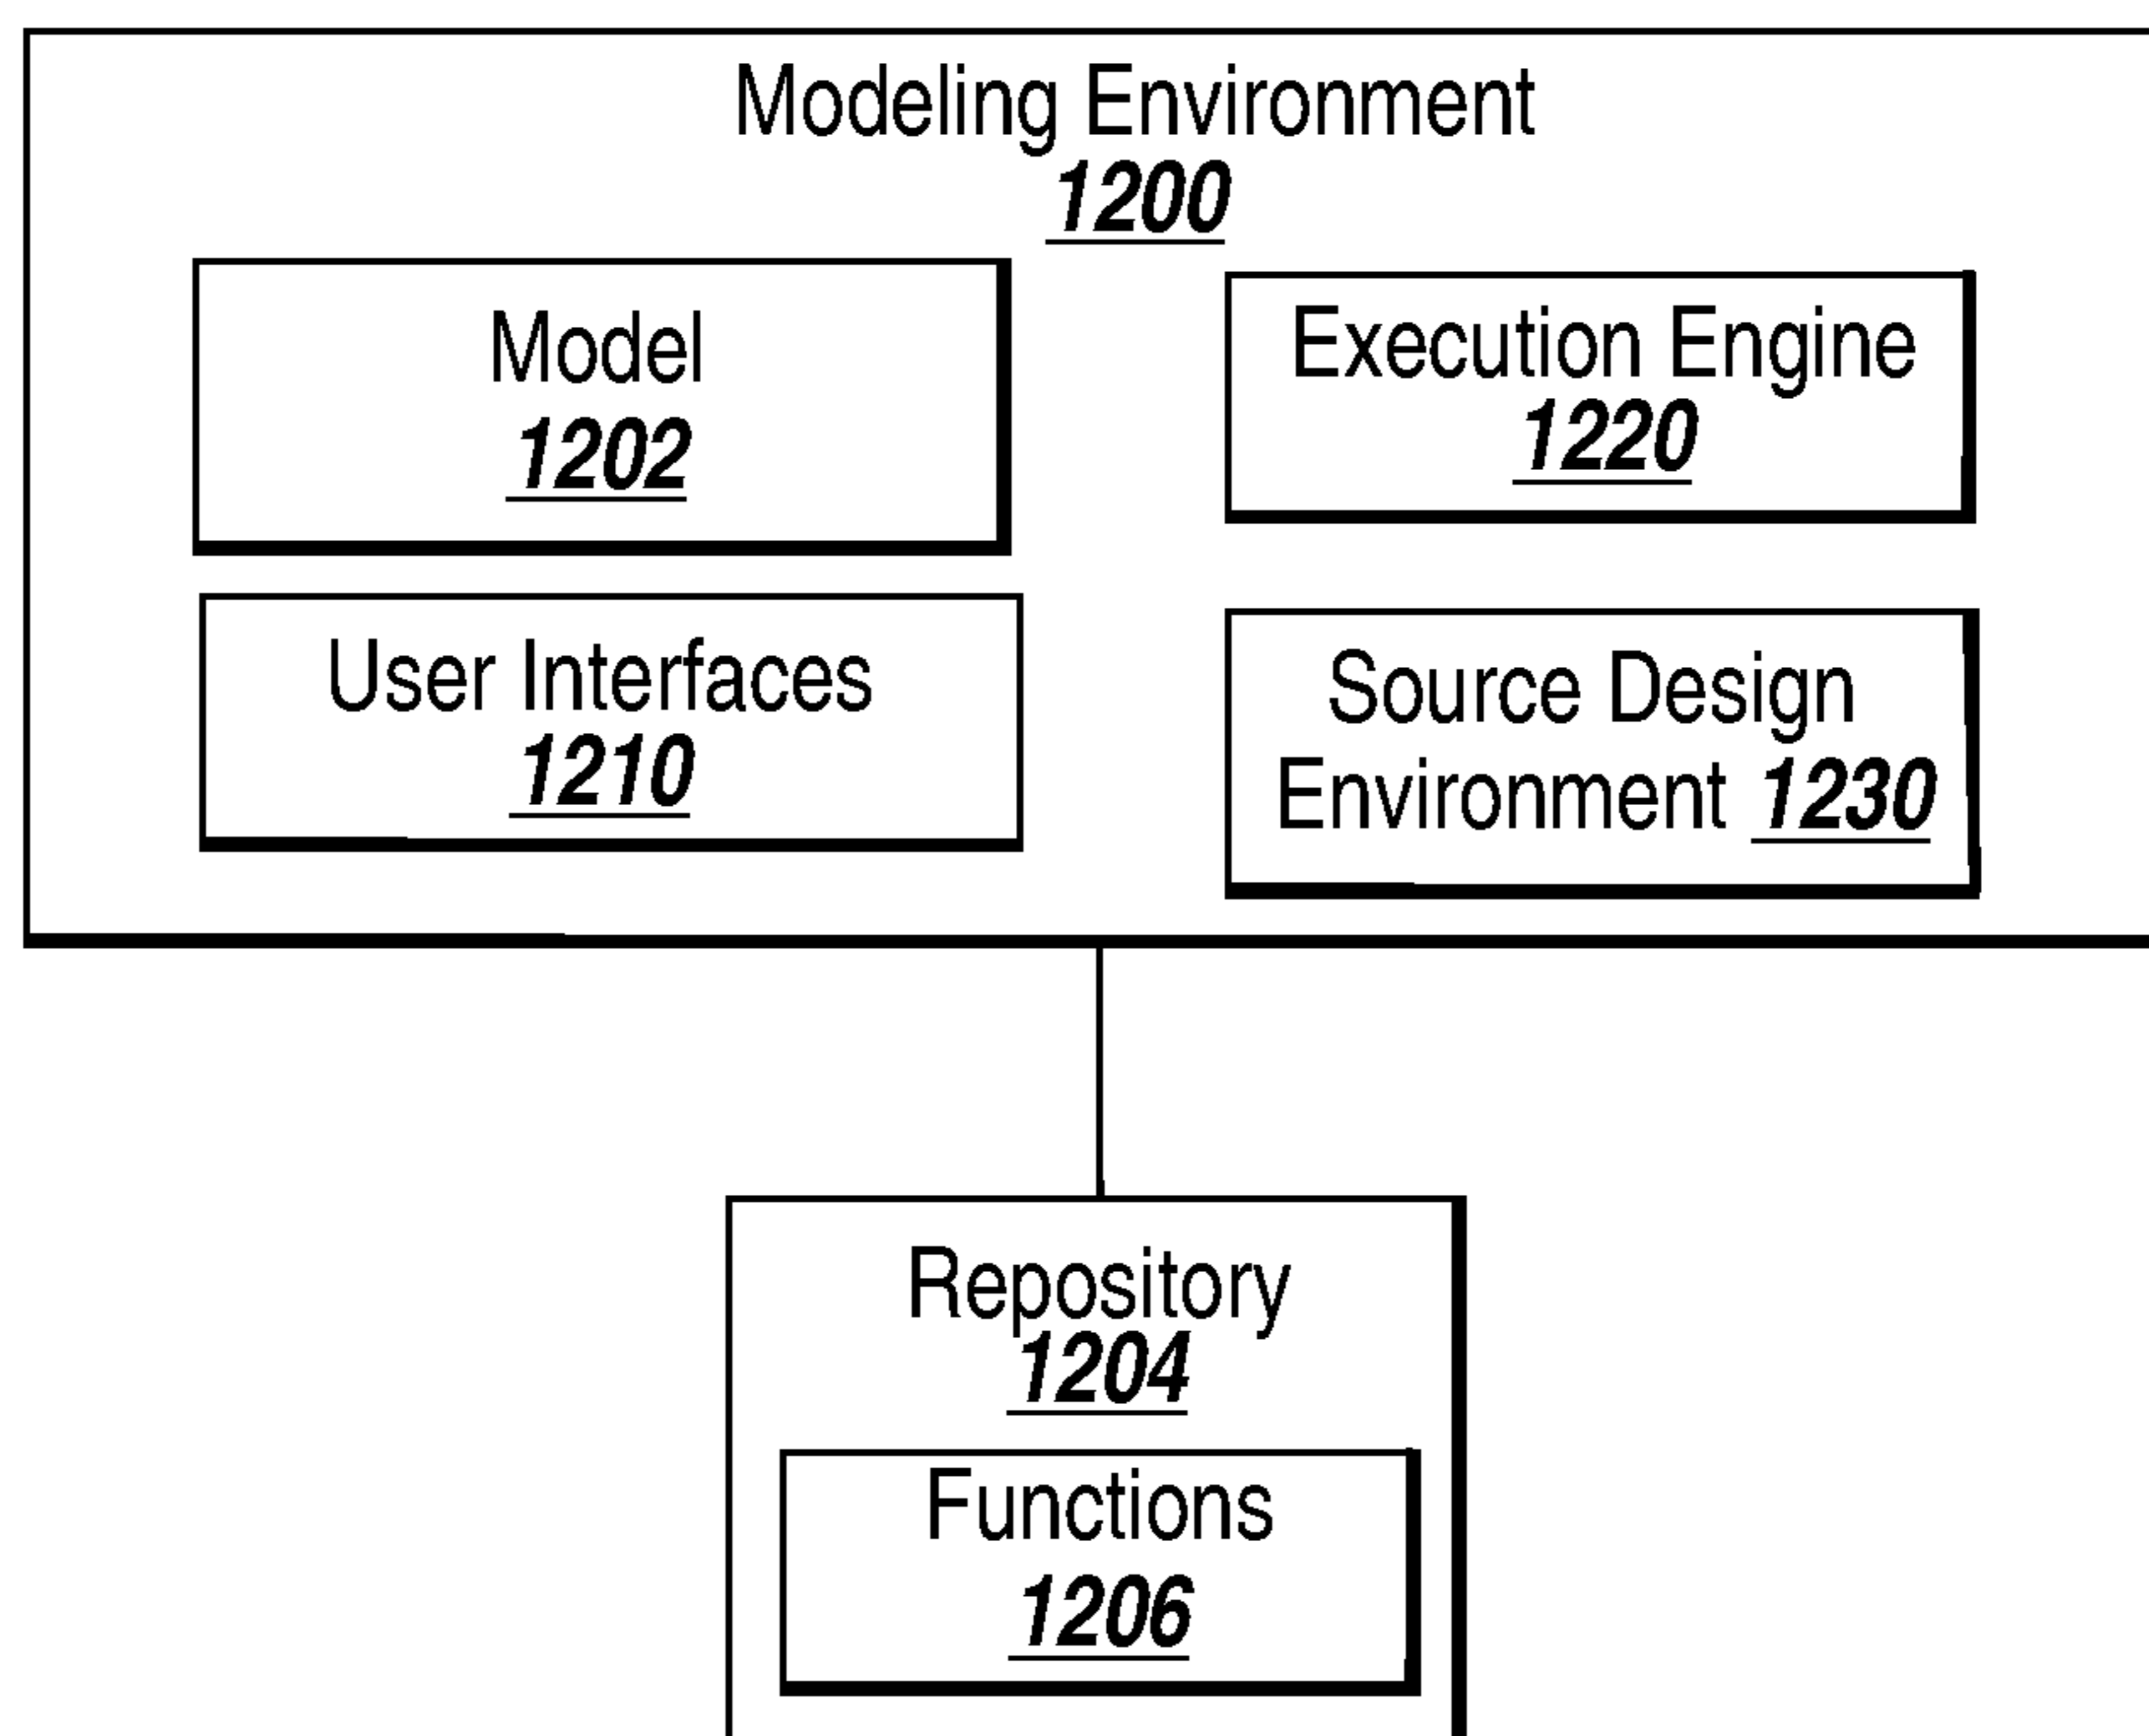 Modeling Environment
1200
Model
1202
Execution Engine
1220
User Interfaces
1210
Source Design
Environment 1230
Repository
1204
Functions
1206